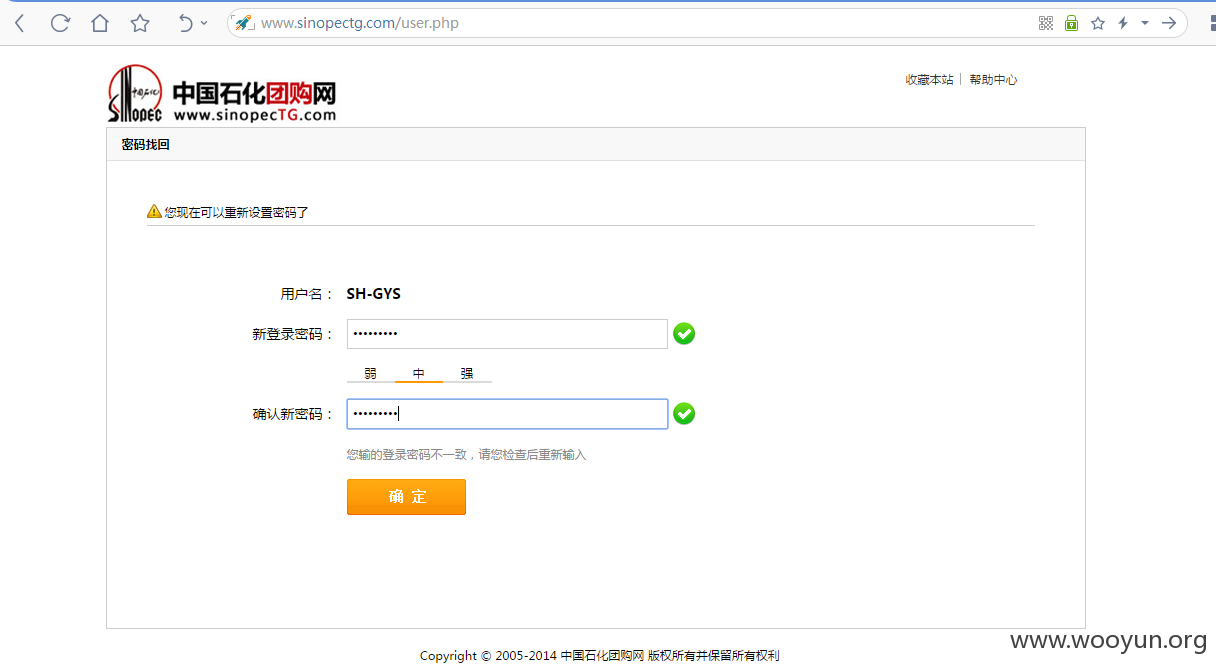 www.sinopectg.com/user.php
收藏本站 | 帮助中心
中国石化
SINOPEC
中国石化团购网
www.sinopecTG.com
密码找回
您现在可以重新设置密码了
用户名： SH-GYS
新登录密码： •••••••••
弱 中 强
确认新密码： •••••••••
您输的登录密码不一致，请您检查后重新输入
确 定
www.wooyun.org
Copyright © 2005-2014 中国石化团购网 版权所有并保留所有权利